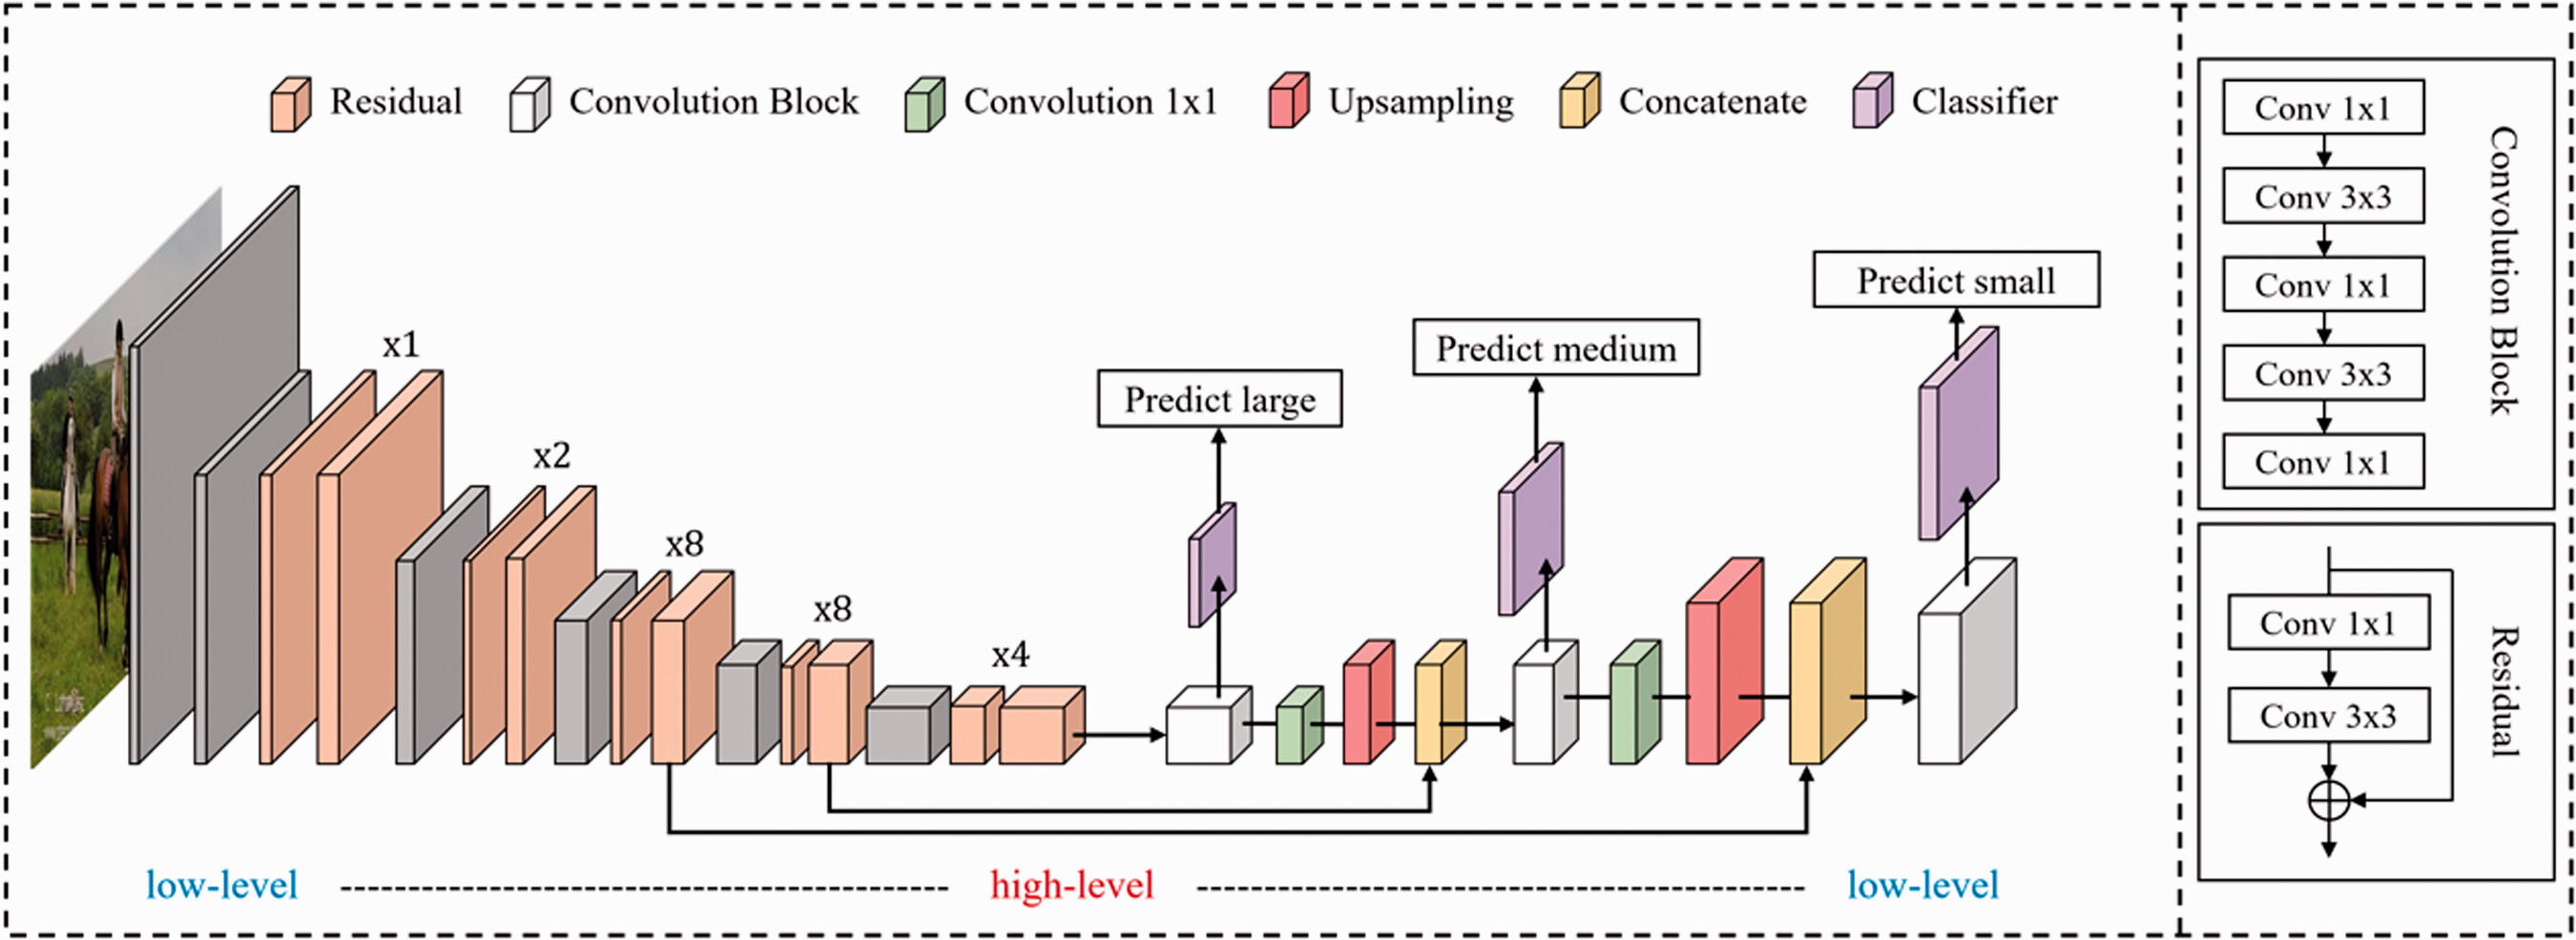 Residual
Convolution Block
Convolution 1x1
Upsampling
Concatenate
Classifier
x1
x2
x8
x8
x4
Predict large
Predict medium
Predict small
low-level
high-level
low-level
Conv 1x1
Conv 3x3
Conv 1x1
Conv 3x3
Conv 1x1
Convolution Block
Conv 1x1
Conv 3x3
Residual